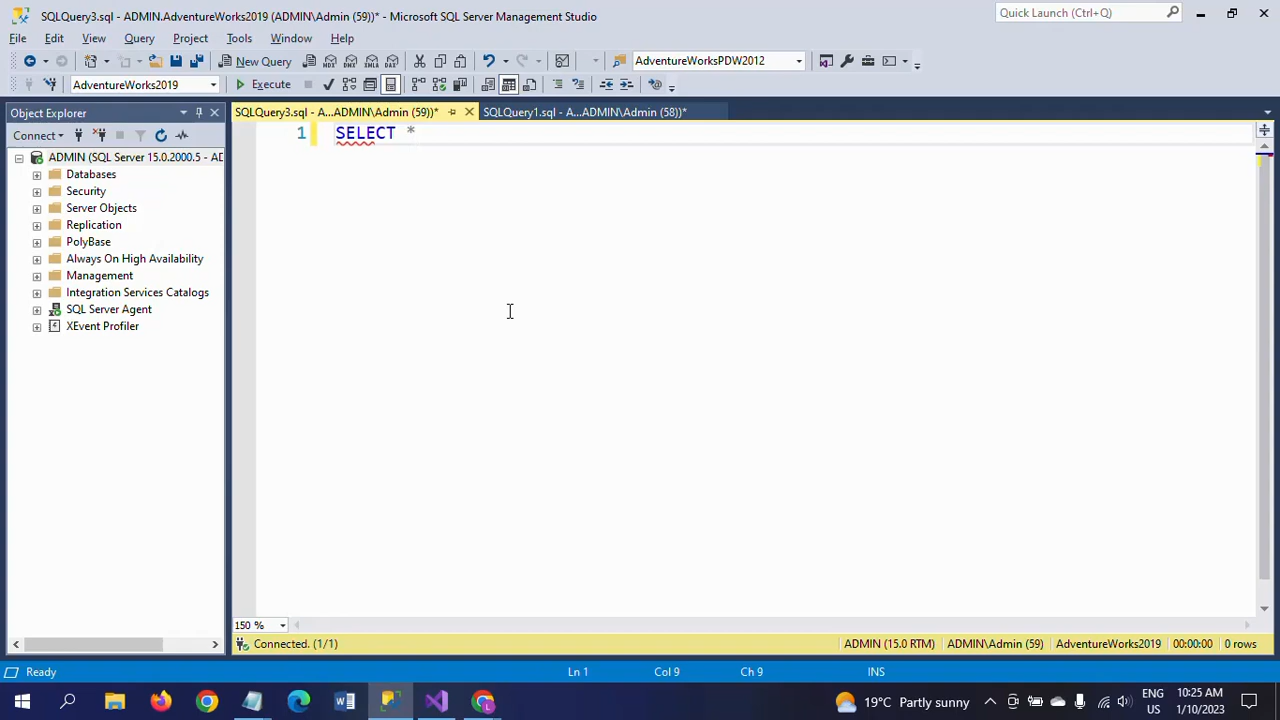 SQLQuery3.sql - ADMIN.AdventureWorks2019 (ADMIN\Admin (59))* - Microsoft SQL Server Management Studio
Quick Launch (Ctrl+Q)
File Edit View Query Project Tools Window Help
New Query MDX DMX XMLA DAX AdventureWorksPDW2012
AdventureWorks2019 Execute
Object Explorer
SQLQuery3.sql - A...ADMIN\Admin (59))* SQLQuery1.sql - A...ADMIN\Admin (58))*
Connect
1 SELECT *
ADMIN (SQL Server 15.0.2000.5 - AD
Databases
Security
Server Objects
Replication
PolyBase
Always On High Availability
Management
Integration Services Catalogs
SQL Server Agent
XEvent Profiler
150 %
Connected. (1/1) ADMIN (15.0 RTM) ADMIN\Admin (59) AdventureWorks2019 00:00:00 0 rows
Ready Ln 1 Col 9 Ch 9 INS
19°C Partly sunny ENG US 10:25 AM 1/10/2023